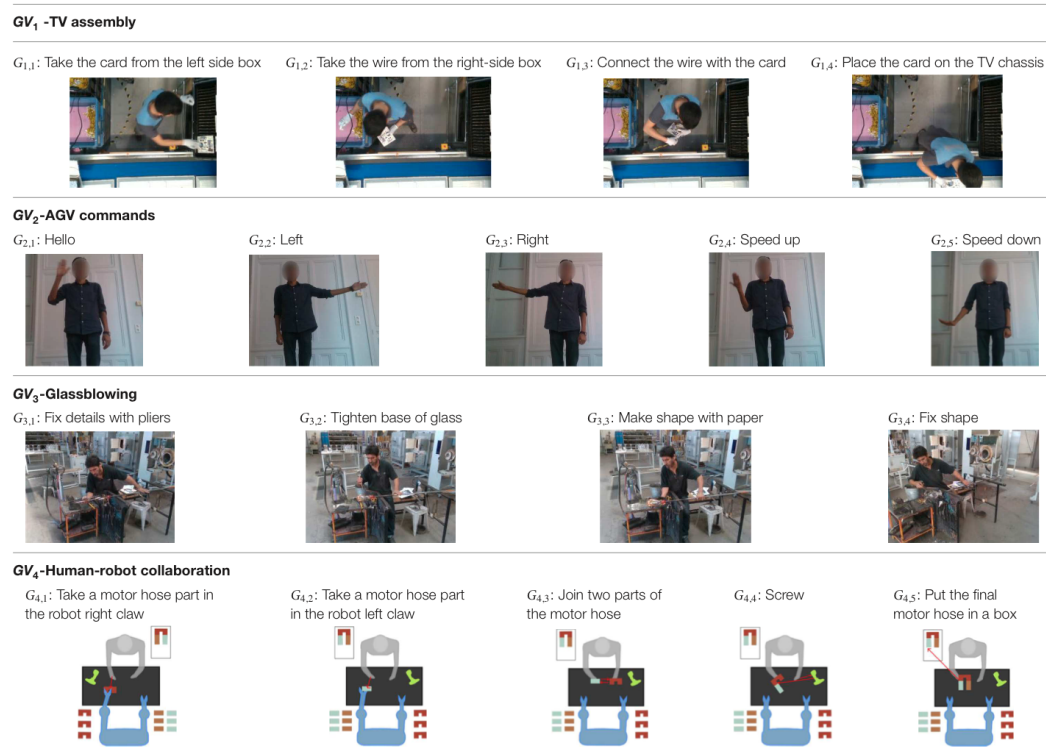 GV1 -TV assembly
G1,1: Take the card from the left side box
G1,2: Take the wire from the right-side box
G1,3: Connect the wire with the card
G1,4: Place the card on the TV chassis
GV2-AGV commands
G2,1: Hello
G2,2: Left
G2,3: Right
G2,4: Speed up
G2,5: Speed down
GV3-Glassblowing
G3,1: Fix details with pliers
G3,2: Tighten base of glass
G3,3: Make shape with paper
G3,4: Fix shape
GV4-Human-robot collaboration
G4,1: Take a motor hose part in
the robot right claw
G4,2: Take a motor hose part
in the robot left claw
G4,3: Join two parts of
the motor hose
G4,4: Screw
G4,5: Put the final
motor hose in a box